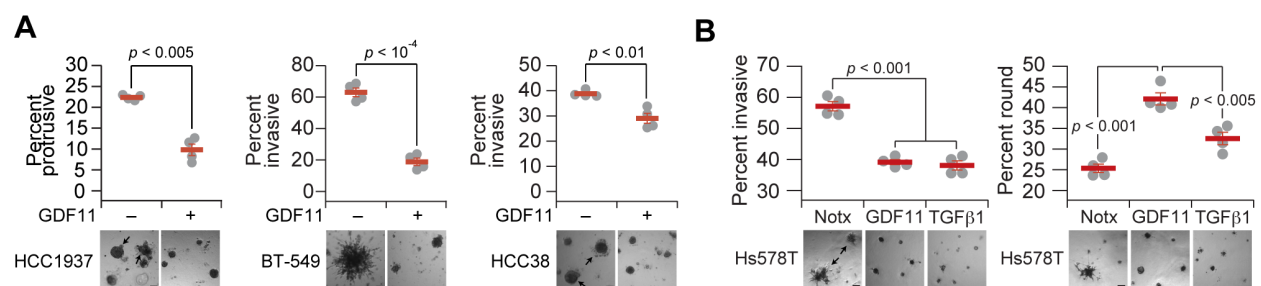 A
p < 0.005
Percent
protrusive
30
25
20
15
10
5
0
GDF11 – +
HCC1937
p < 10⁻⁴
Percent
invasive
80
60
40
20
0
– +
BT-549
p < 0.01
Percent
invasive
50
40
30
20
10
0
GDF11 – +
HCC38
B
p < 0.001
Percent invasive
70
60
50
40
30
Notx GDF11 TGFβ1
Hs578T
Percent round
50
45
40
35
30
25
20
p < 0.005
p < 0.001
Notx GDF11 TGFβ1
Hs578T